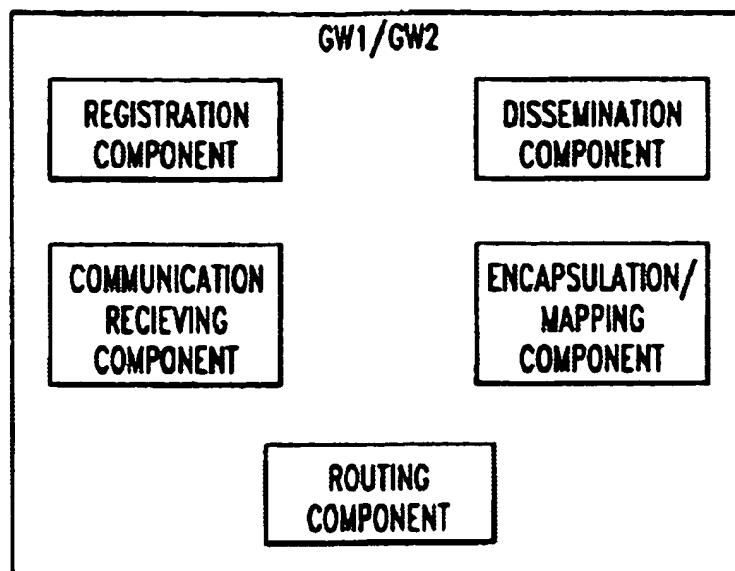 GW1/GW2
REGISTRATION
COMPONENT
DISSEMINATION
COMPONENT
COMMUNICATION
RECIEVING
COMPONENT
ENCAPSULATION/
MAPPING
COMPONENT
ROUTING
COMPONENT